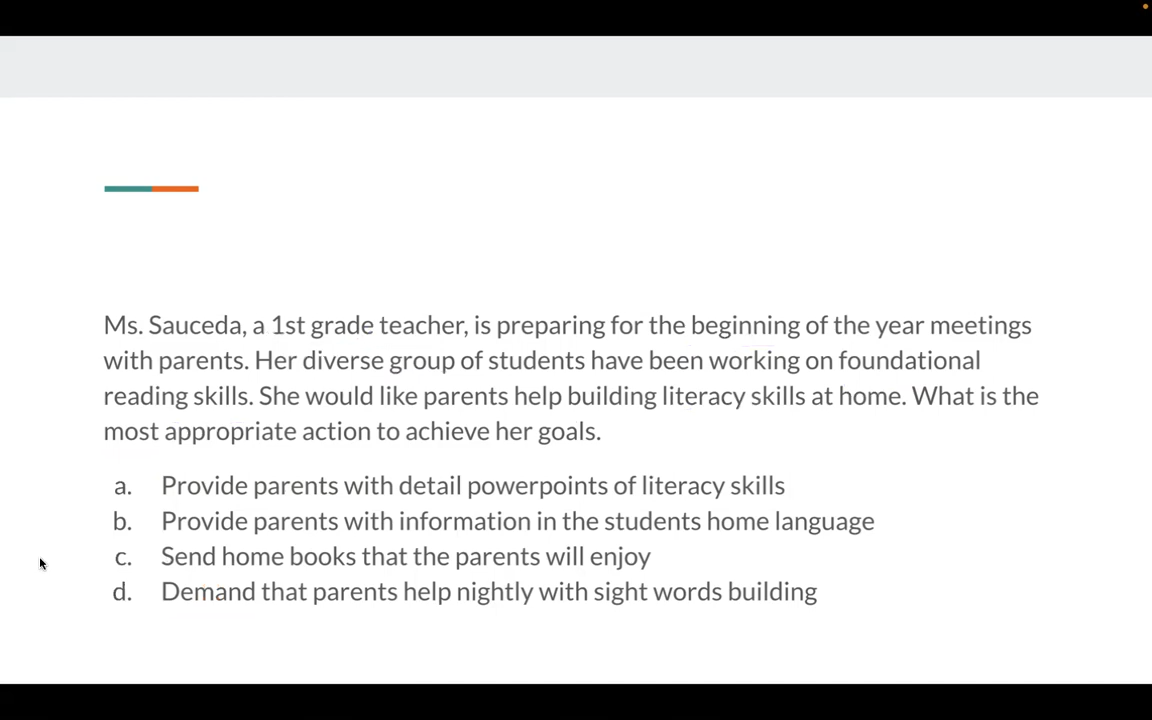 Ms. Sauceda, a 1st grade teacher, is preparing for the beginning of the year meetings
with parents. Her diverse group of students have been working on foundational
reading skills. She would like parents help building literacy skills at home. What is the
most appropriate action to achieve her goals.
a. Provide parents with detail powerpoints of literacy skills
b. Provide parents with information in the students home language
c. Send home books that the parents will enjoy
d. Demand that parents help nightly with sight words building